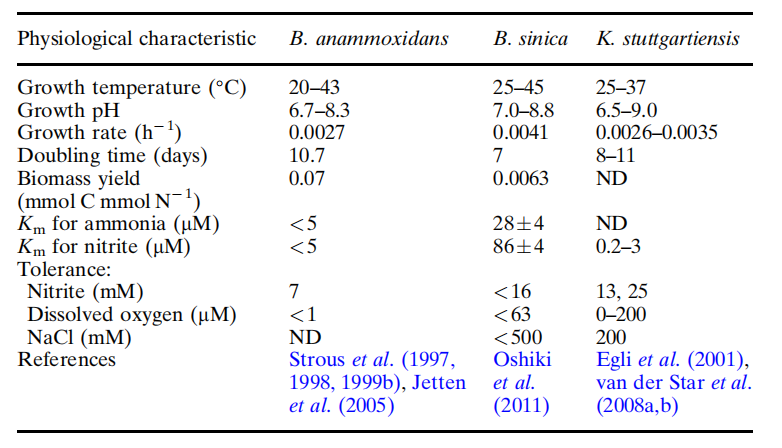 Physiological characteristic B. anammoxidans B. sinica K. stuttgartiensis
Growth temperature (°C) 20–43 25–45 25–37
Growth pH 6.7–8.3 7.0–8.8 6.5–9.0
Growth rate (h−1) 0.0027 0.0041 0.0026–0.0035
Doubling time (days) 10.7 7 8–11
Biomass yield 0.07 0.0063 ND
(mmol C mmol N−1)
Km for ammonia (μM) <5 28±4 ND
Km for nitrite (μM) <5 86±4 0.2–3
Tolerance:
Nitrite (mM) 7 <16 13, 25
Dissolved oxygen (μM) <1 <63 0–200
NaCl (mM) ND <500 200
References Strous et al. (1997, Oshiki Egli et al. (2001),
1998, 1999b), Jetten et al. van der Star et al.
et al. (2005) (2011) (2008a,b)